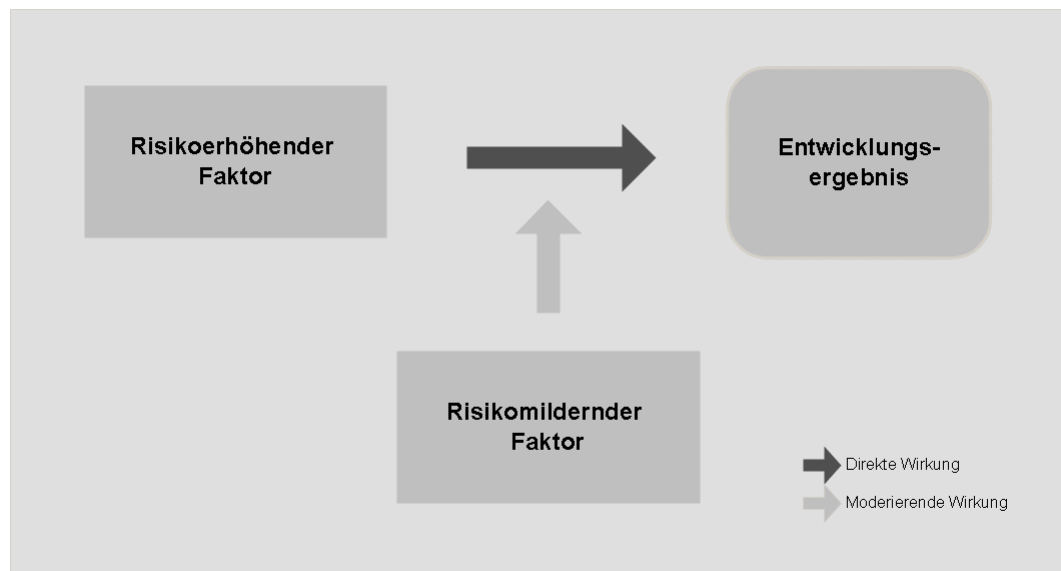 Risikoerhöhender
Faktor
Entwicklungs-
ergebnis
Risikomildernder
Faktor
Direkte Wirkung
Moderierende Wirkung